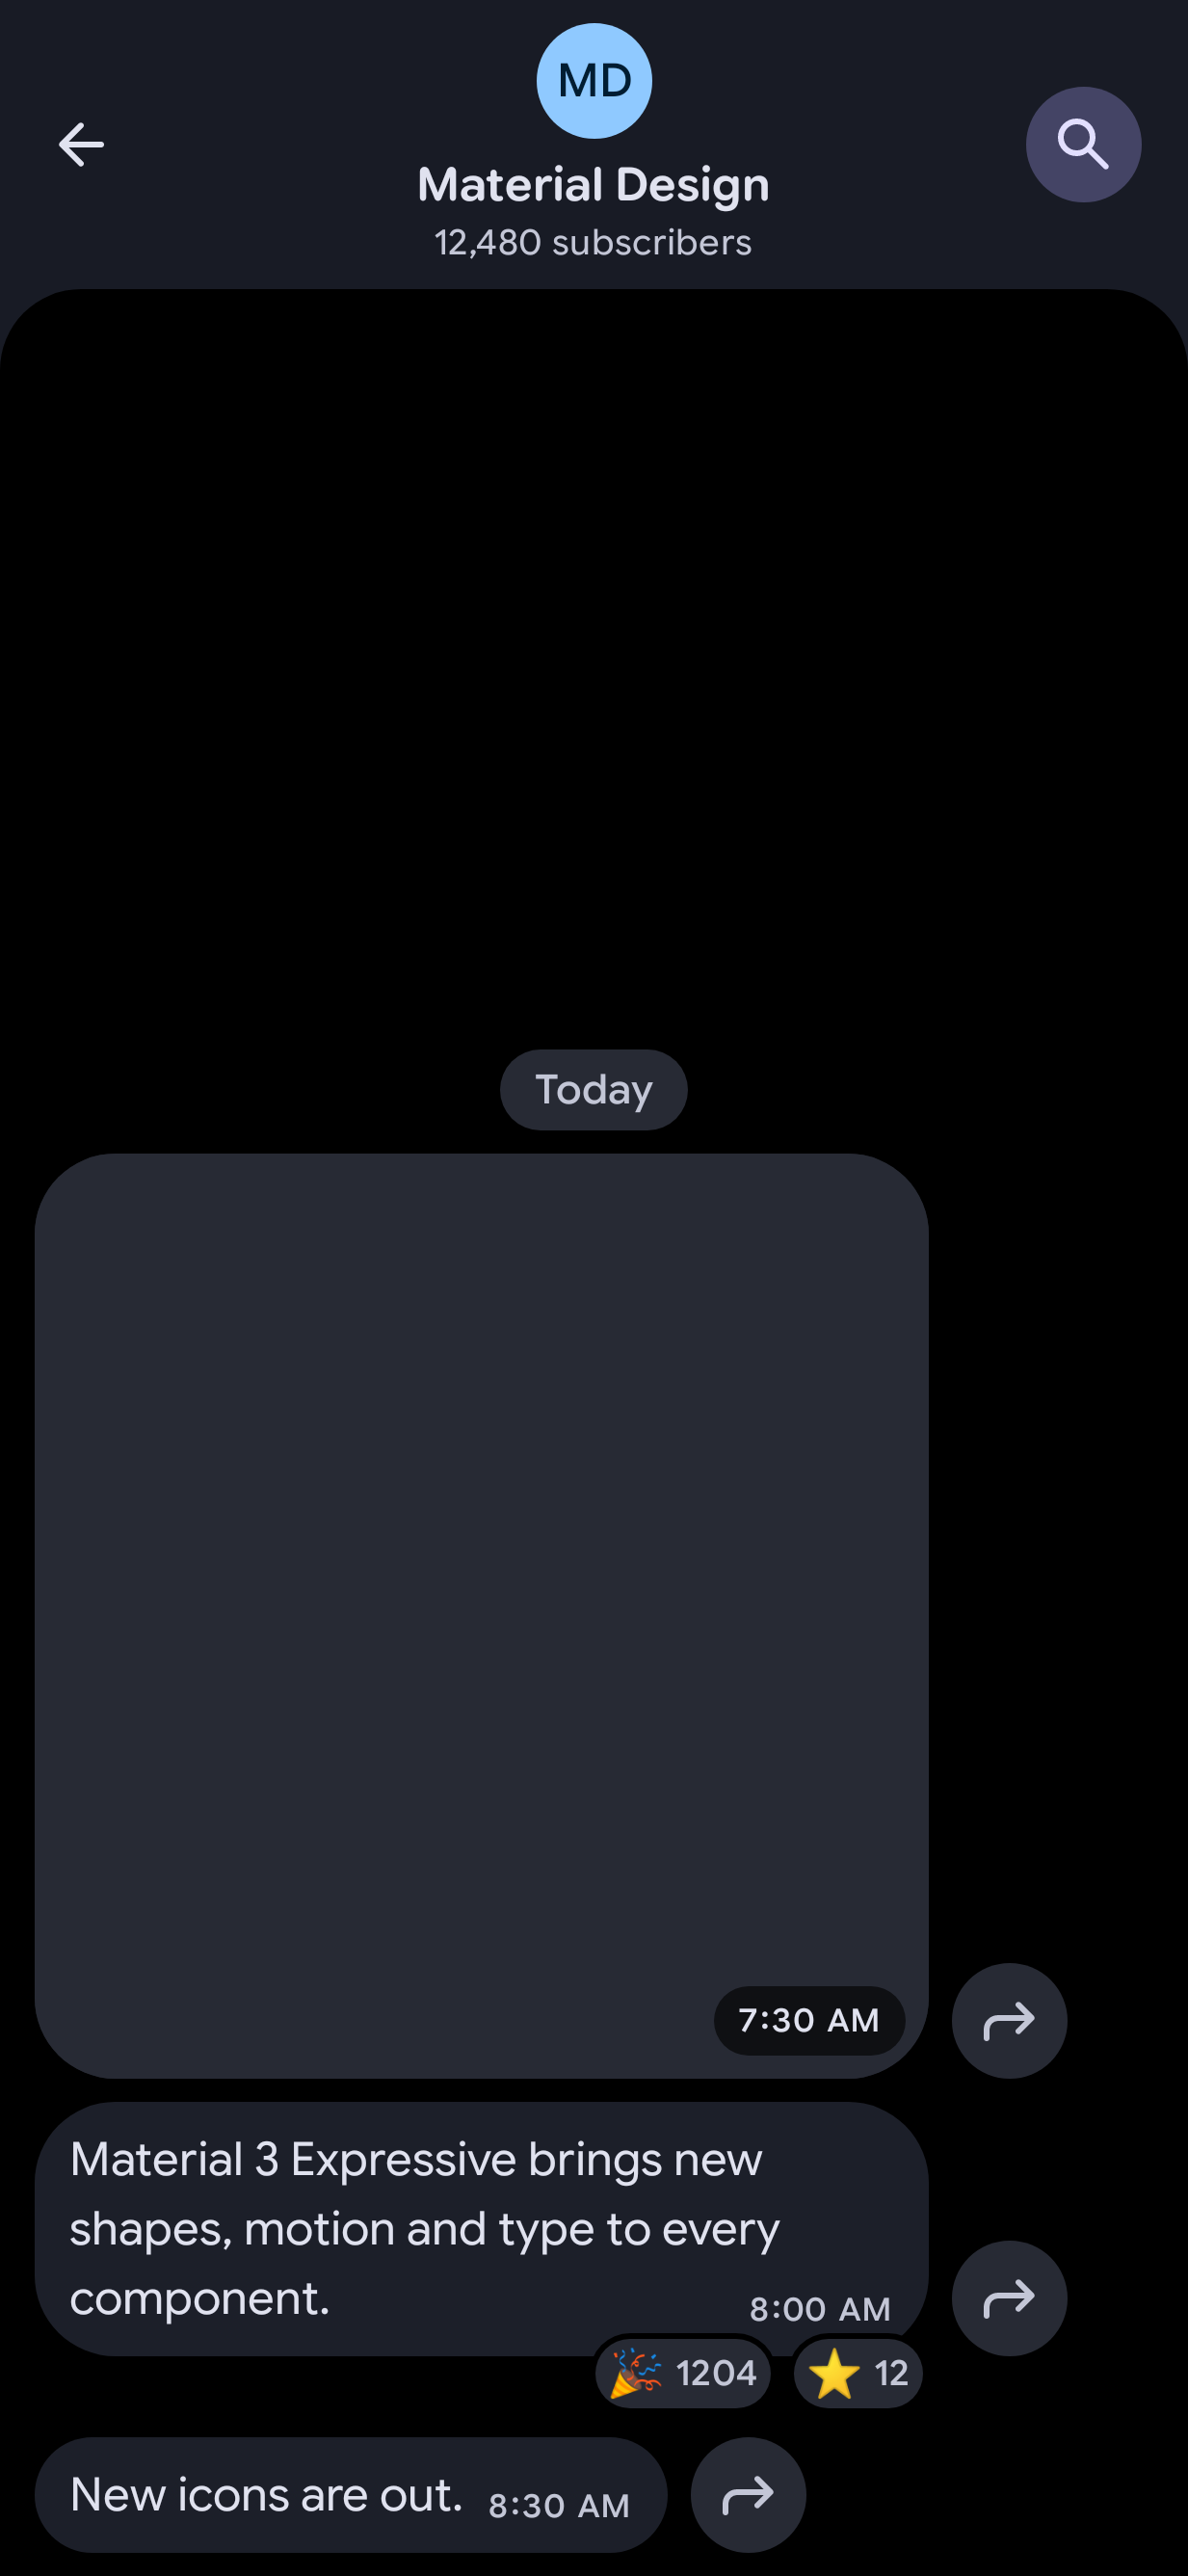 MD
Material Design
12,480 subscribers
Today
7:30 AM
Material 3 Expressive brings new
shapes, motion and type to every
component.
8:00 AM
🎉 1204 ⭐ 12
New icons are out. 8:30 AM